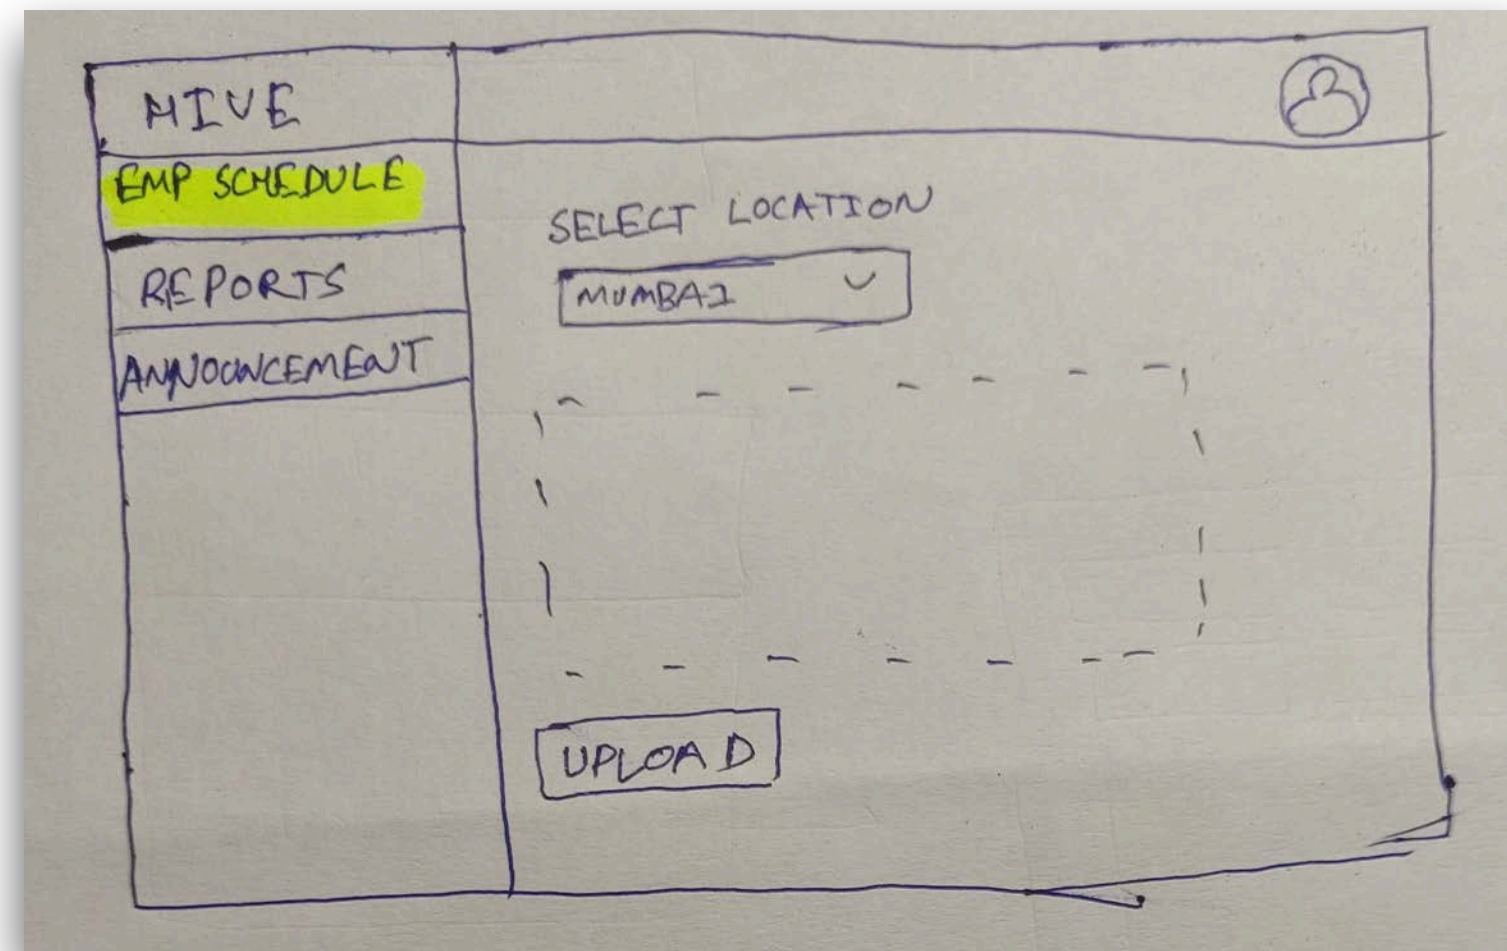 HIVE
EMP SCHEDULE
REPORTS
ANNOUNCEMENT
SELECT LOCATION
MUMBAI
UPLOAD